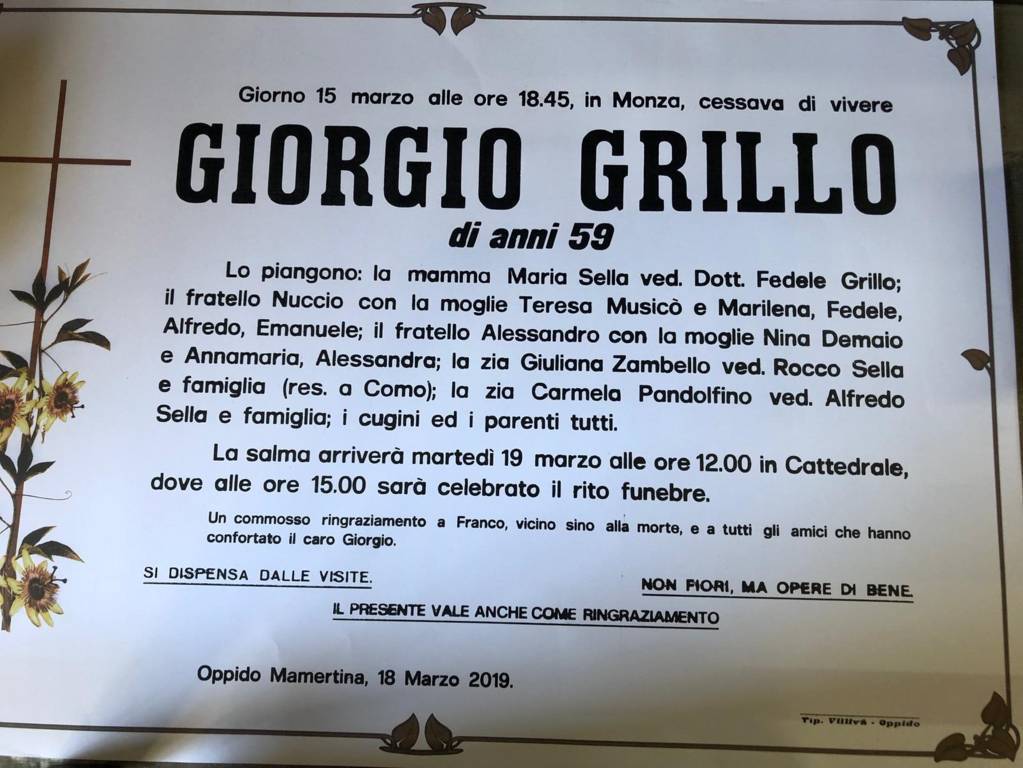 Giorno 15 marzo alle ore 18.45, in Monza, cessava di vivere
GIORGIO GRILLO
di anni 59
Lo piangono: la mamma Maria Sella ved. Dott. Fedele Grillo;
il fratello Nuccio con la moglie Teresa Musicò e Marilena, Fedele,
Alfredo, Emanuele; il fratello Alessandro con la moglie Nina Demaio
e Annamaria, Alessandra; la zia Giuliana Zambello ved. Rocco Sella
e famiglia (res. a Como); la zia Carmela Pandolfino ved. Alfredo
Sella e famiglia; i cugini ed i parenti tutti.
La salma arriverà martedì 19 marzo alle ore 12.00 in Cattedrale,
dove alle ore 15.00 sarà celebrato il rito funebre.
Un commosso ringraziamento a Franco, vicino sino alla morte, e a tutti gli amici che hanno
confortato il caro Giorgio.
SI DISPENSA DALLE VISITE.
NON FIORI, MA OPERE DI BENE.
IL PRESENTE VALE ANCHE COME RINGRAZIAMENTO
Oppido Mamertina, 18 Marzo 2019.
Tip. - Oppido